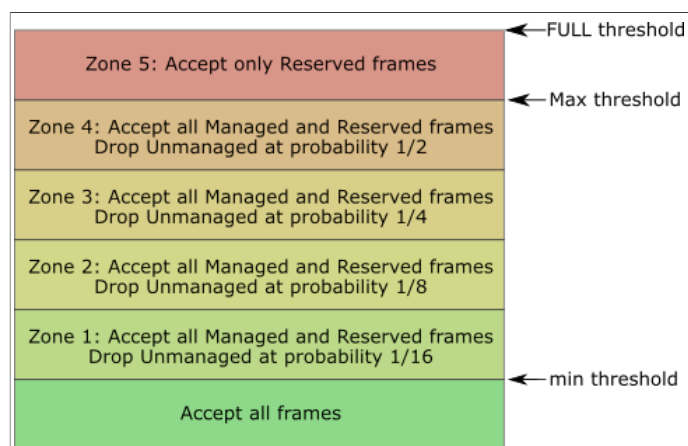 FULL threshold
Zone 5: Accept only Reserved frames
Max threshold
Zone 4: Accept all Managed and Reserved frames
Drop Unmanaged at probability 1/2
Zone 3: Accept all Managed and Reserved frames
Drop Unmanaged at probability 1/4
Zone 2: Accept all Managed and Reserved frames
Drop Unmanaged at probability 1/8
Zone 1: Accept all Managed and Reserved frames
Drop Unmanaged at probability 1/16
min threshold
Accept all frames